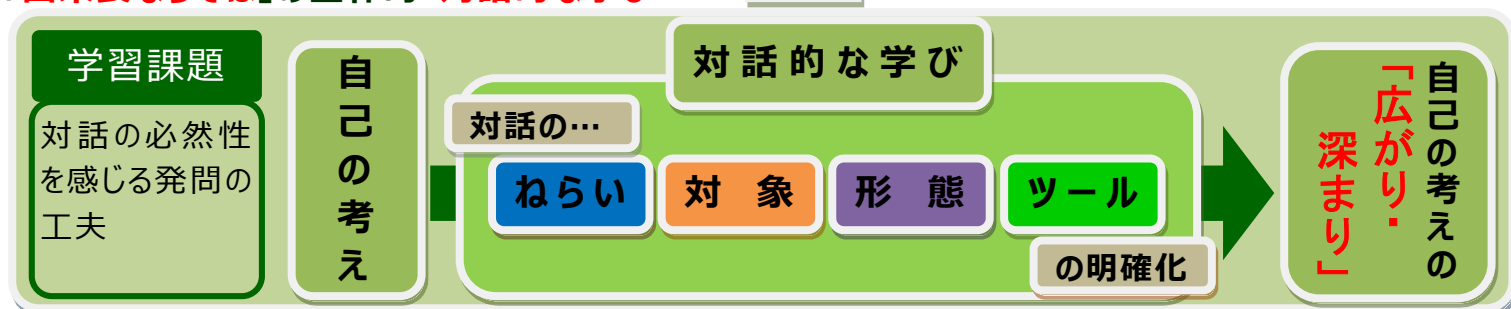 学習課題
対話の必然性
を感じる発問の
工夫
自己の考え
対話的な学び
対話の…
ねらい
対象
形態
ツール
の明確化
自己の考えの
「広がり・
深まり」